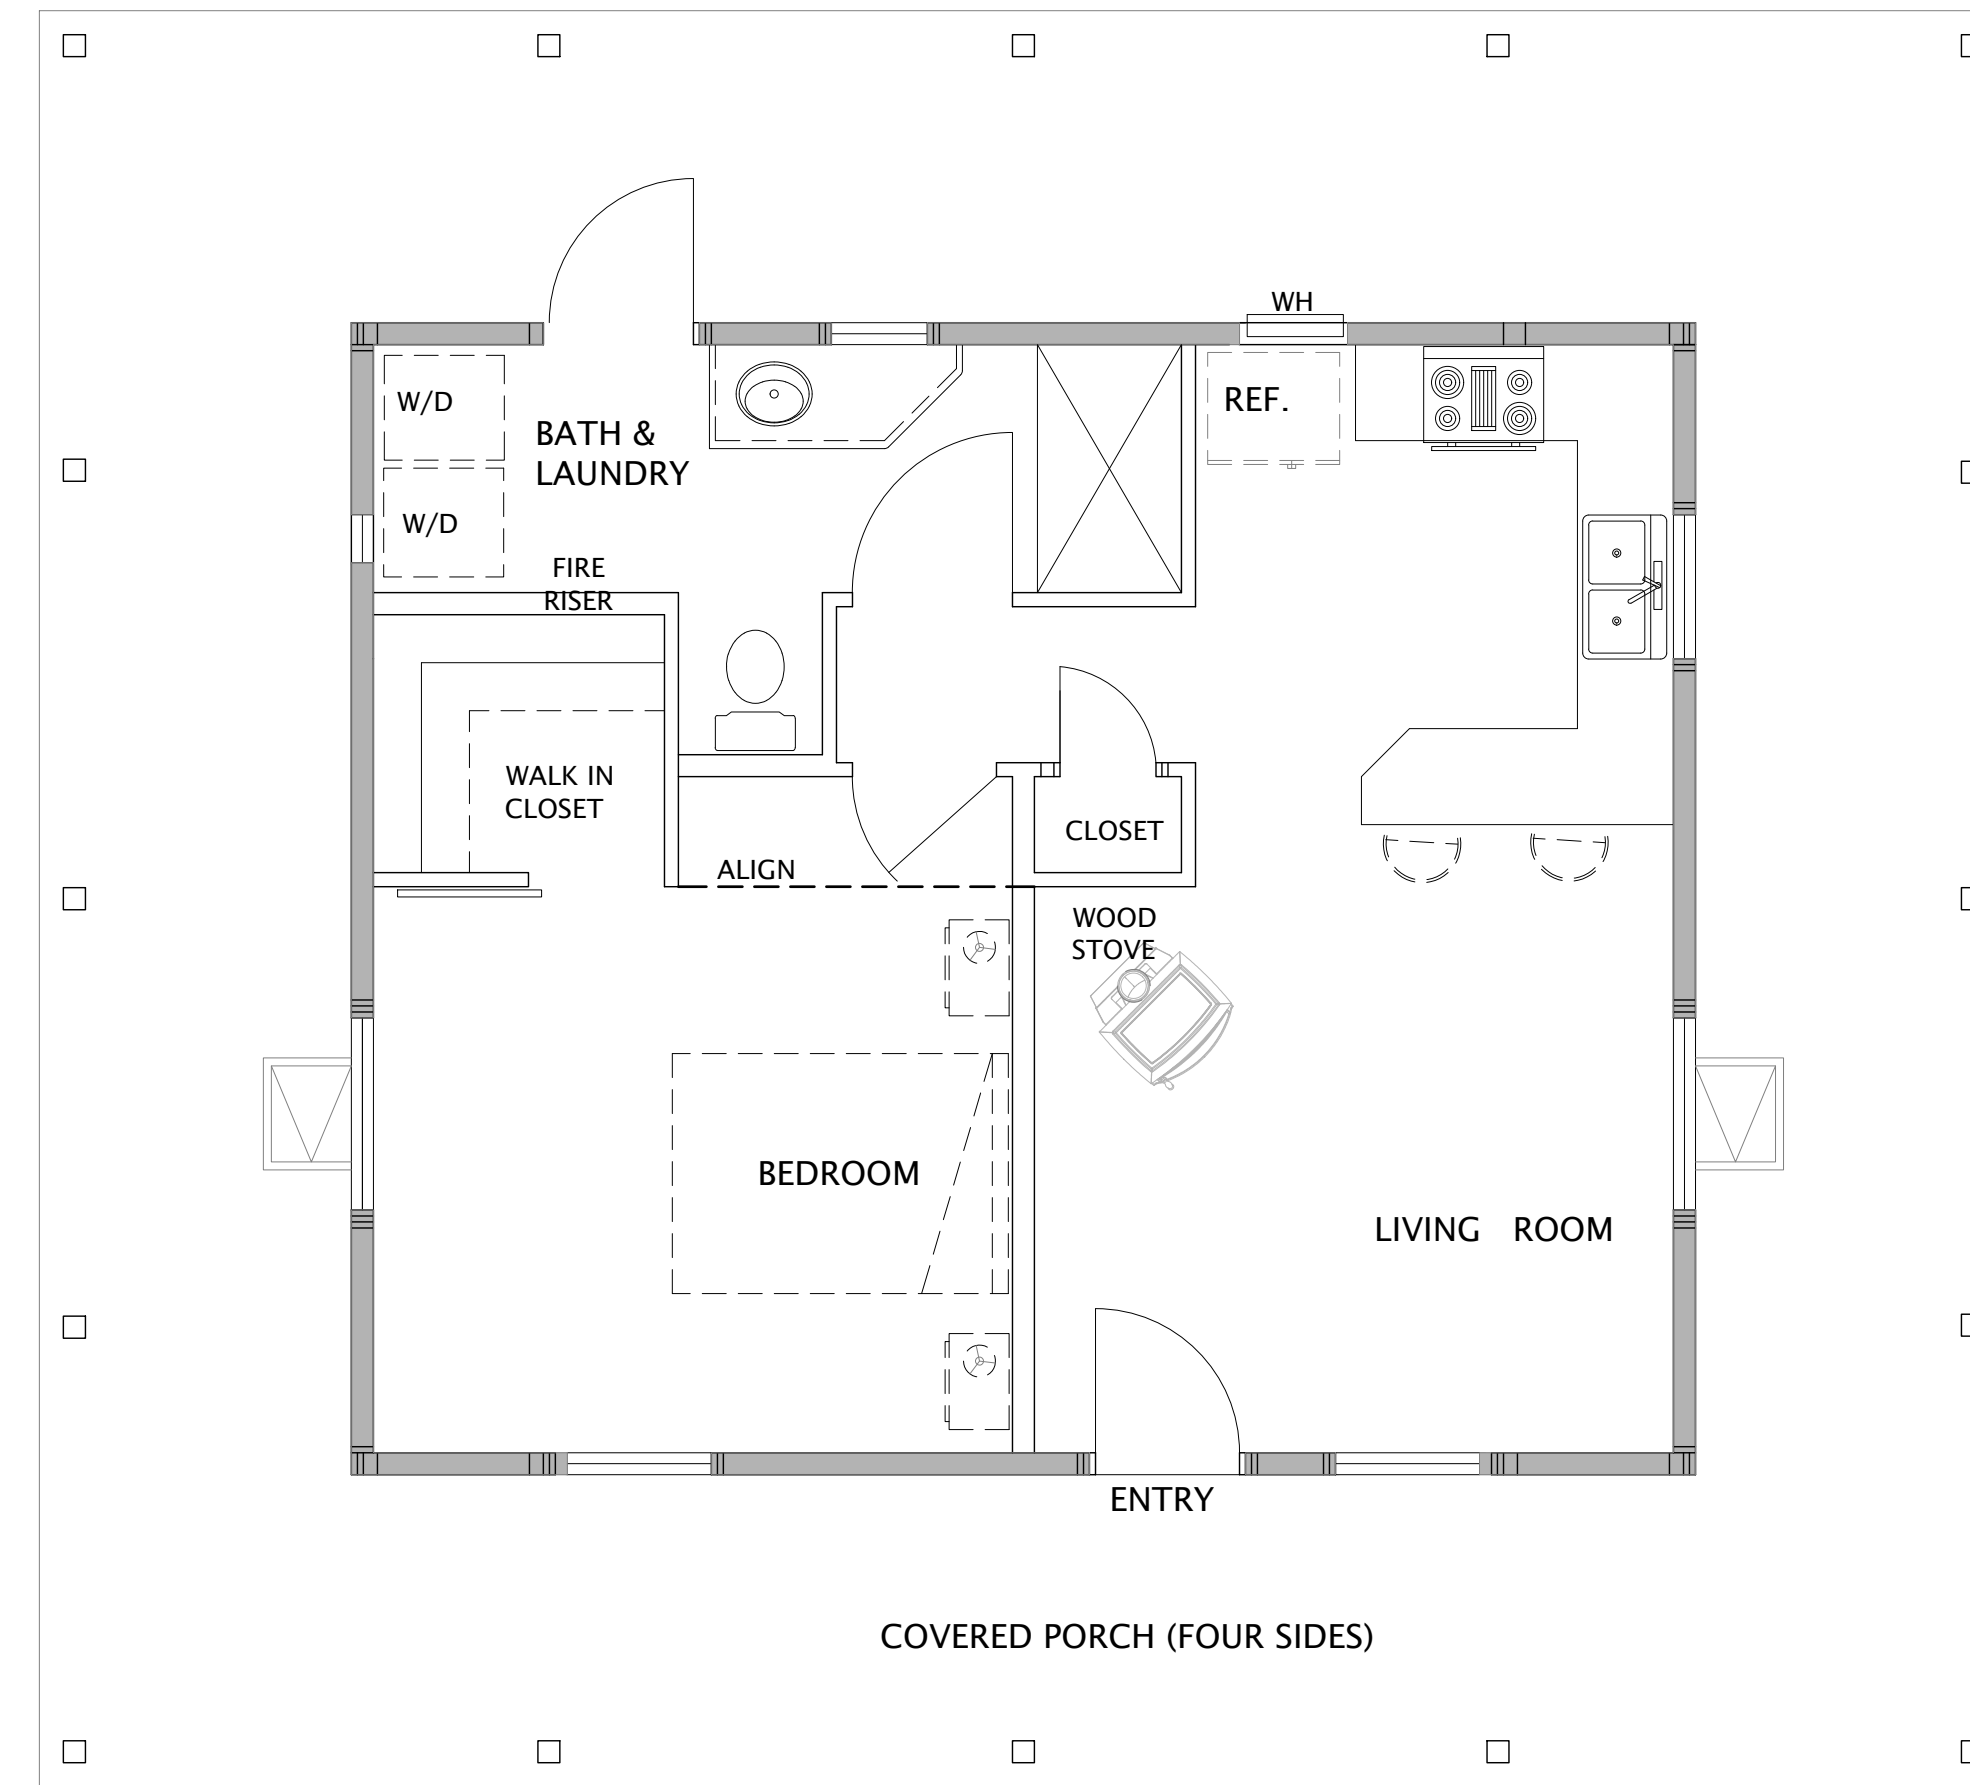 WH
W/D
REF.
BATH &
LAUNDRY
W/D
FIRE
RISER
WALK IN
CLOSET
CLOSET
ALIGN
WOOD
STOVE
BEDROOM
LIVING ROOM
ENTRY
COVERED PORCH (FOUR SIDES)